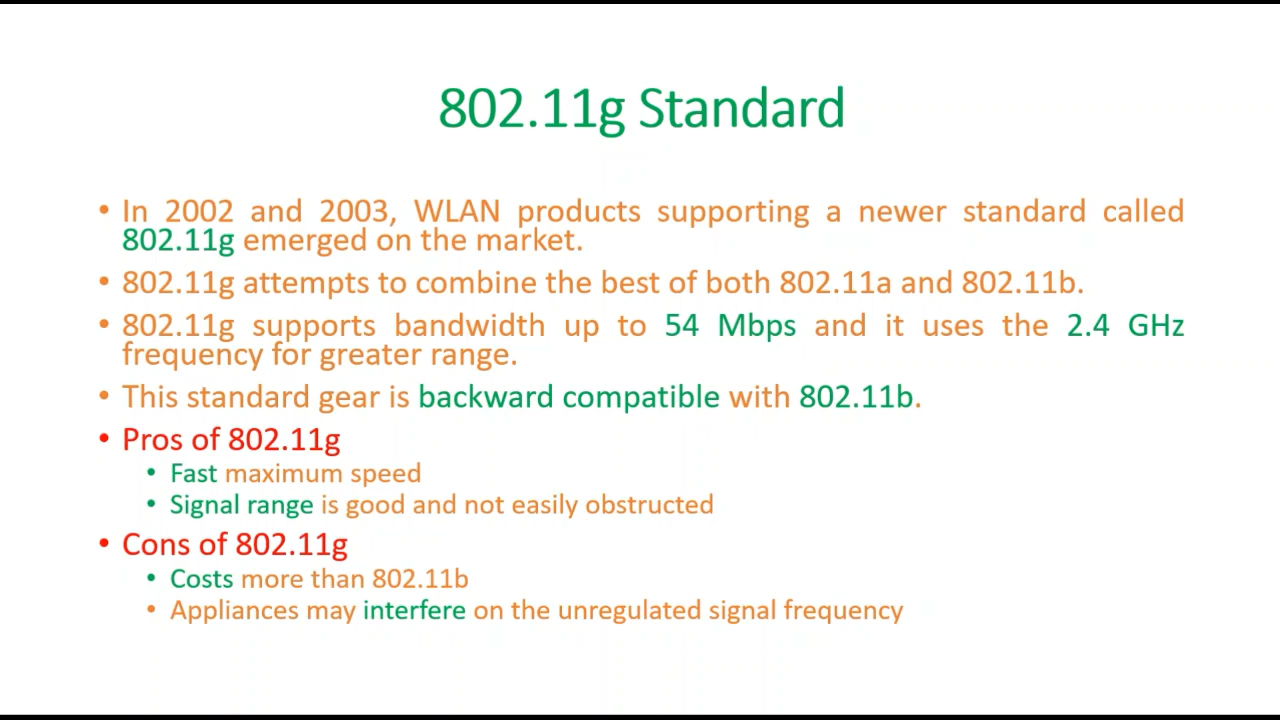 802.11g Standard
• In 2002 and 2003, WLAN products supporting a newer standard called
802.11g emerged on the market.
• 802.11g attempts to combine the best of both 802.11a and 802.11b.
• 802.11g supports bandwidth up to 54 Mbps and it uses the 2.4 GHz
frequency for greater range.
• This standard gear is backward compatible with 802.11b.
• Pros of 802.11g
• Fast maximum speed
• Signal range is good and not easily obstructed
• Cons of 802.11g
• Costs more than 802.11b
• Appliances may interfere on the unregulated signal frequency